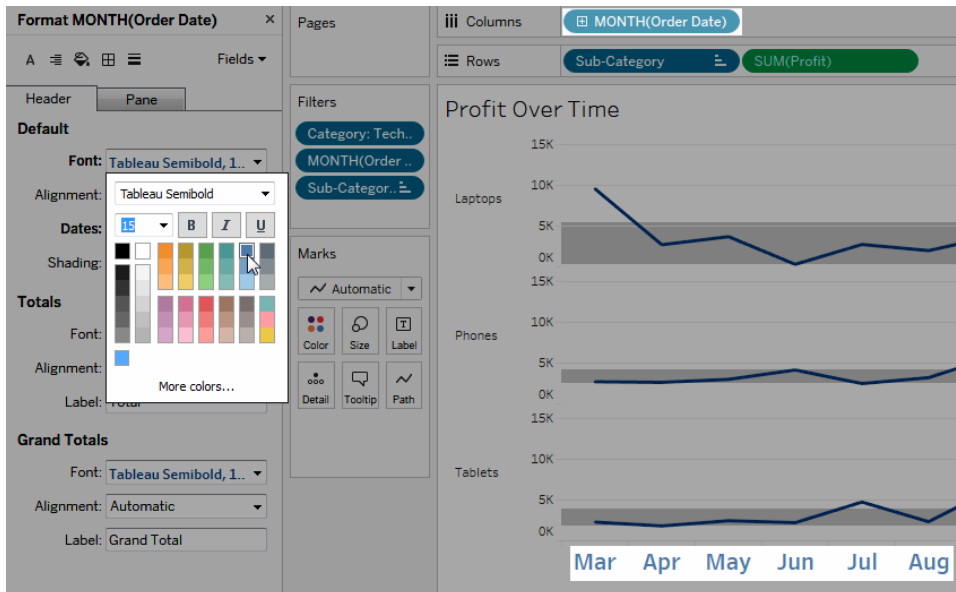 Format MONTH(Order Date) ×
A Fields
Header Pane
Default
Font: Tableau Semibold, 1..
Alignment:
Dates:
Shading:
Tableau Semibold
15 B I U
More colors...
Totals
Font:
Alignment:
Label: Total
Grand Totals
Font: Tableau Semibold, 1..
Alignment: Automatic
Label: Grand Total
Pages
Filters
Category: Tech..
MONTH(Order ..
Sub-Categor..
Marks
Automatic
Color Size T Label
Detail Tooltip Path
iii Columns MONTH(Order Date)
Rows Sub-Category SUM(Profit)
Profit Over Time
Laptops
15K
10K
5K
0K
Phones
15K
10K
5K
0K
Tablets
15K
10K
5K
0K
Mar Apr May Jun Jul Aug